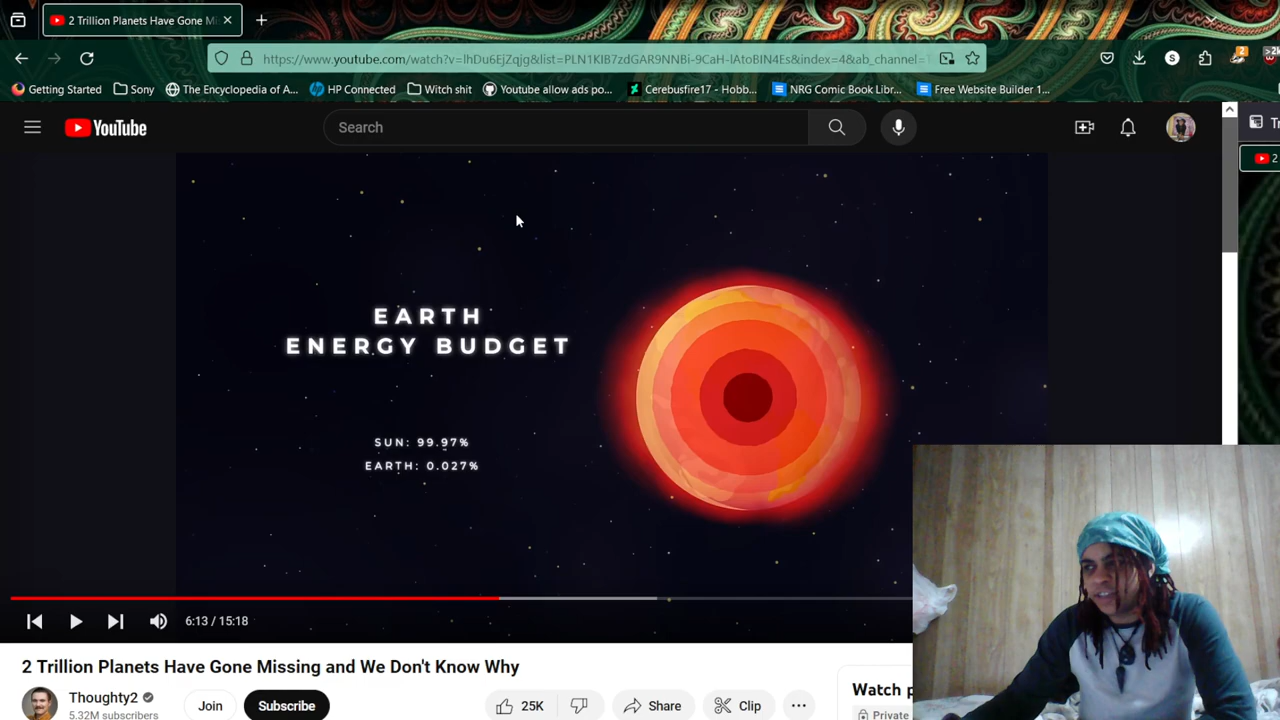 2 Trillion Planets Have Gone Mi
https://www.youtube.com/watch?v=lhDu6EjZqjg&list=PLN1KIB7zdGAR9NNBi-9CaH-lAtoBIN4Es&index=4&ab_channel=
S
2
Getting Started
Sony
The Encyclopedia of A...
HP Connected
Witch shit
Youtube allow ads po...
Cerebusfire17 - Hobb...
NRG Comic Book Libr...
Free Website Builder 1...
YouTube
Search
2
EARTH
ENERGY BUDGET
SUN: 99.97%
EARTH: 0.027%
6:13 / 15:18
2 Trillion Planets Have Gone Missing and We Don't Know Why
Thoughty2
5.32M subscribers
Join
Subscribe
25K
Share
Clip
Watch p
Private